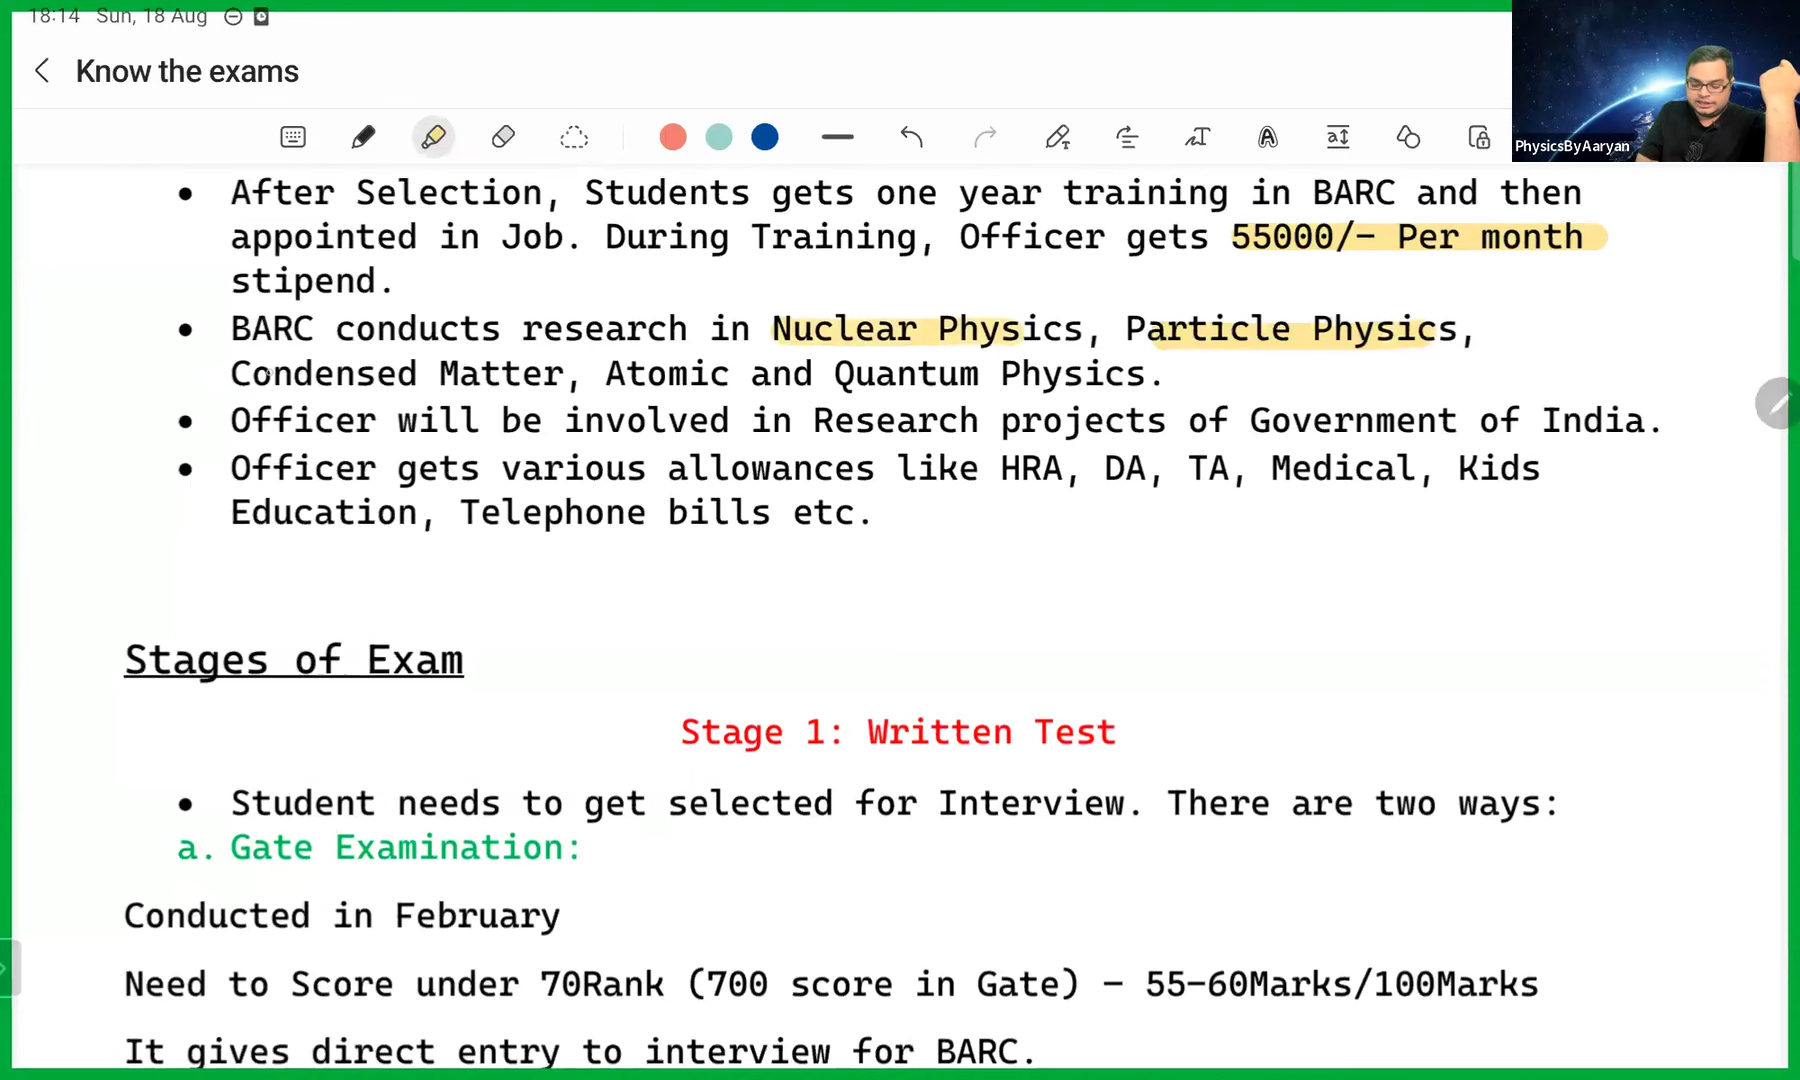 18:14 Sun, 18 Aug
Know the exams
PhysicsByAaryan
• After Selection, Students gets one year training in BARC and then
appointed in Job. During Training, Officer gets 55000/- Per month
stipend.
• BARC conducts research in Nuclear Physics, Particle Physics,
Condensed Matter, Atomic and Quantum Physics.
• Officer will be involved in Research projects of Government of India.
• Officer gets various allowances like HRA, DA, TA, Medical, Kids
Education, Telephone bills etc.
Stages of Exam
Stage 1: Written Test
• Student needs to get selected for Interview. There are two ways:
a. Gate Examination:
Conducted in February
Need to Score under 70Rank (700 score in Gate) - 55-60Marks/100Marks
It gives direct entry to interview for BARC.